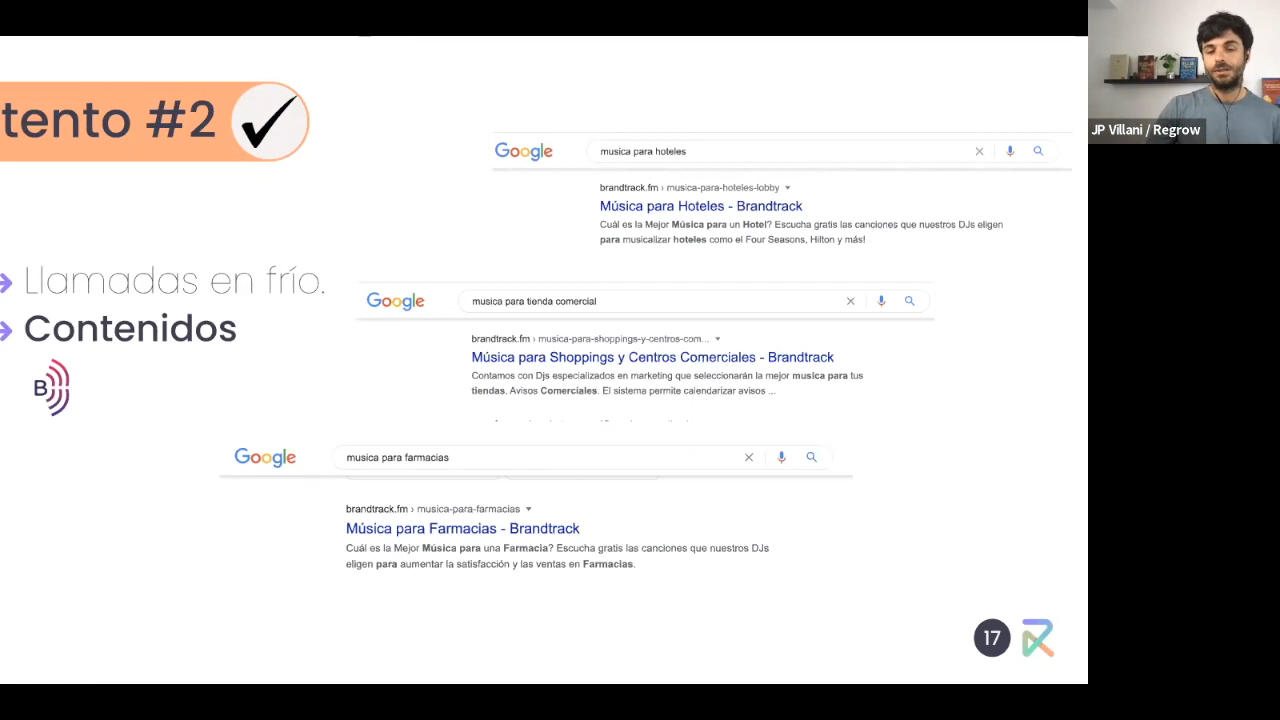 tento #2
Llamadas en frío.
Contenidos
B
Google
musica para hoteles
brandtrack.fm › musica-para-hoteles-lobby
Música para Hoteles - Brandtrack
Cuál es la Mejor Música para un Hotel? Escucha gratis las canciones que nuestros DJs eligen
para musicalizar hoteles como el Four Seasons, Hilton y más!
Google
musica para tienda comercial
brandtrack.fm › musica-para-shoppings-y-centros-com...
Música para Shoppings y Centros Comerciales - Brandtrack
Contamos con Djs especializados en marketing que seleccionarán la mejor musica para tus
tiendas. Avisos Comerciales. El sistema permite calendarizar avisos ...
Google
musica para farmacias
brandtrack.fm › musica-para-farmacias
Música para Farmacias - Brandtrack
Cuál es la Mejor Música para una Farmacia? Escucha gratis las canciones que nuestros DJs
eligen para aumentar la satisfacción y las ventas en Farmacias.
17
JP Villani / Regrow